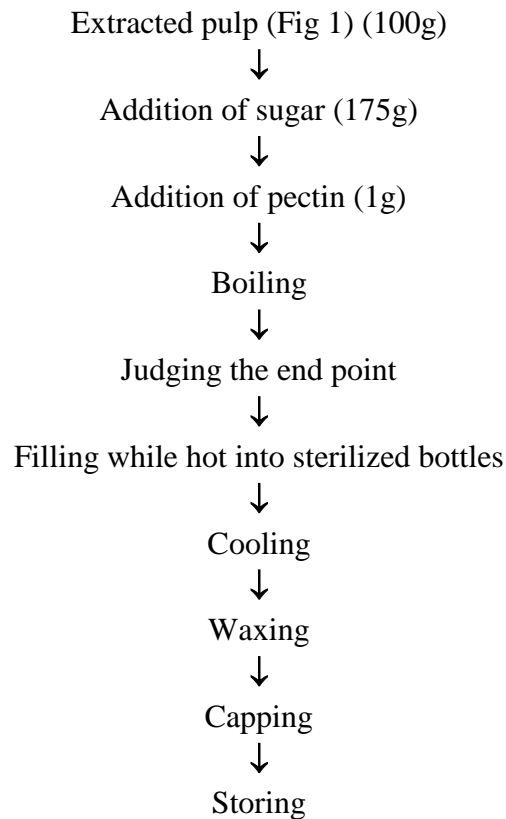 Extracted pulp (Fig 1) (100g)
↓
Addition of sugar (175g)
↓
Addition of pectin (1g)
↓
Boiling
↓
Judging the end point
↓
Filling while hot into sterilized bottles
↓
Cooling
↓
Waxing
↓
Capping
↓
Storing